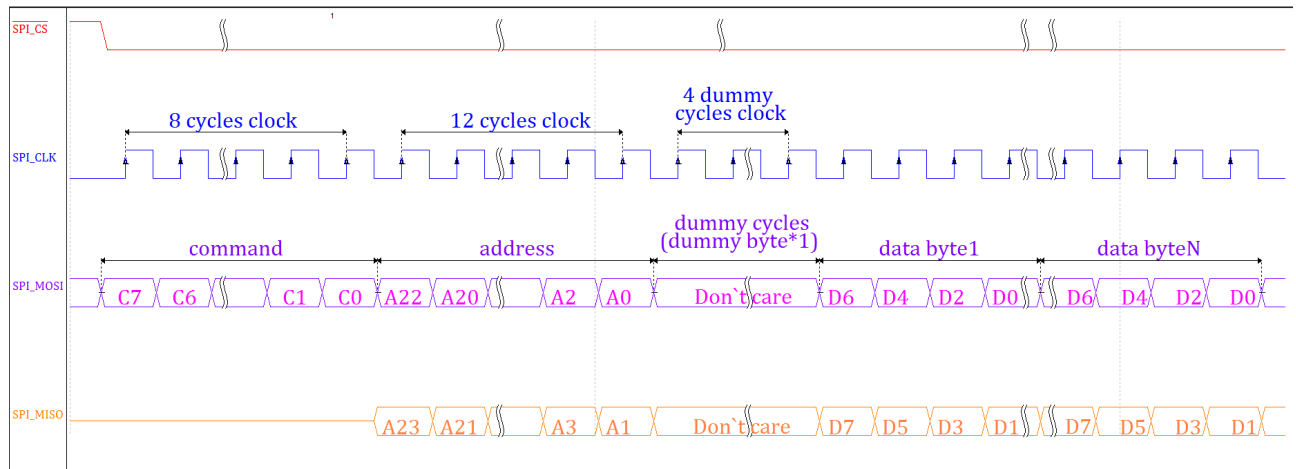 SPI_CS
4 dummy
cycles clock
8 cycles clock
12 cycles clock
SPI_CLK
dummy cycles
(dummy byte*1)
command
address
data byte1
data byteN
SPI_MOSI
C7 C6 C1 C0 A22 A20 A2 A0 Don`t care D6 D4 D2 D0 D6 D4 D2 D0
SPI_MISO
A23 A21 A3 A1 Don`t care D7 D5 D3 D1 D7 D5 D3 D1